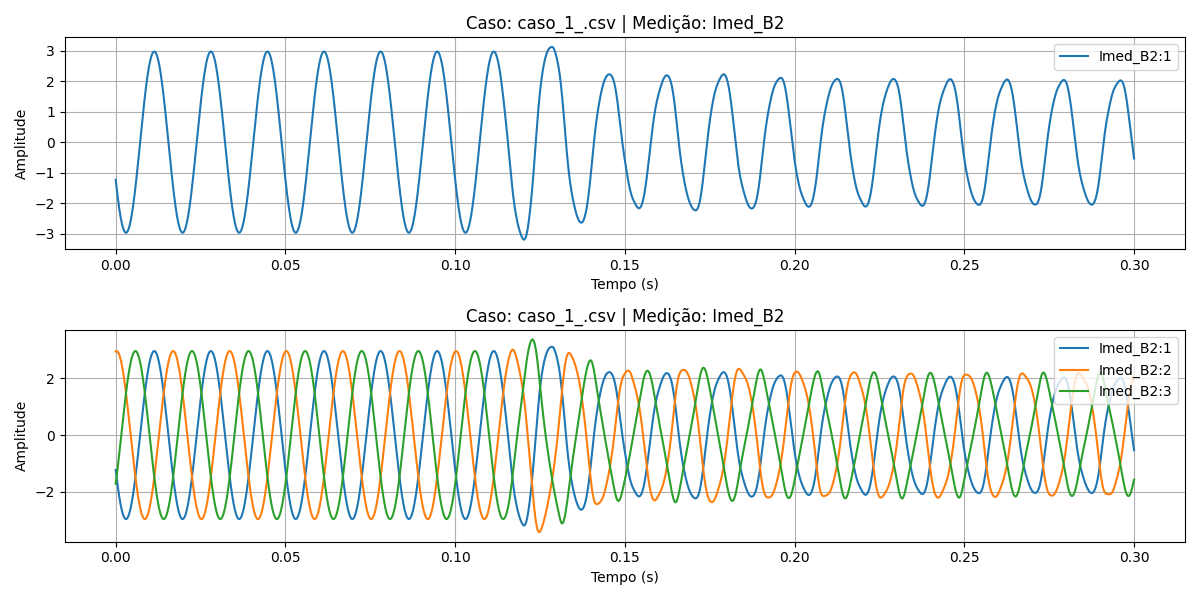 Caso: caso_1_.csv | Medição: Imed_B2
Amplitude
3
2
1
0
−1
−2
−3
Imed_B2:1
0.00 0.05 0.10 0.15 0.20 0.25 0.30
Tempo (s)
Caso: caso_1_.csv | Medição: Imed_B2
Amplitude
2
0
−2
Imed_B2:1
Imed_B2:2
Imed_B2:3
0.00 0.05 0.10 0.15 0.20 0.25 0.30
Tempo (s)